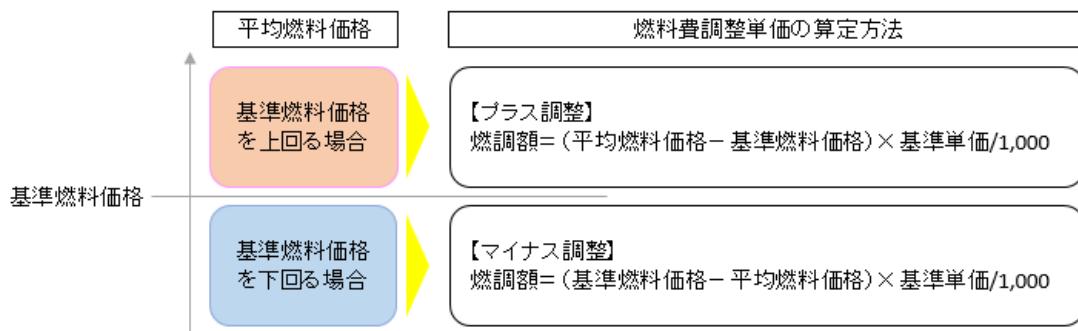 平均燃料価格
燃料費調整単価の算定方法
基準燃料価格
を上回る場合
【プラス調整】
燃調額=(平均燃料価格-基準燃料価格)×基準単価/1,000
基準燃料価格
基準燃料価格
を下回る場合
【マイナス調整】
燃調額=(基準燃料価格-平均燃料価格)×基準単価/1,000